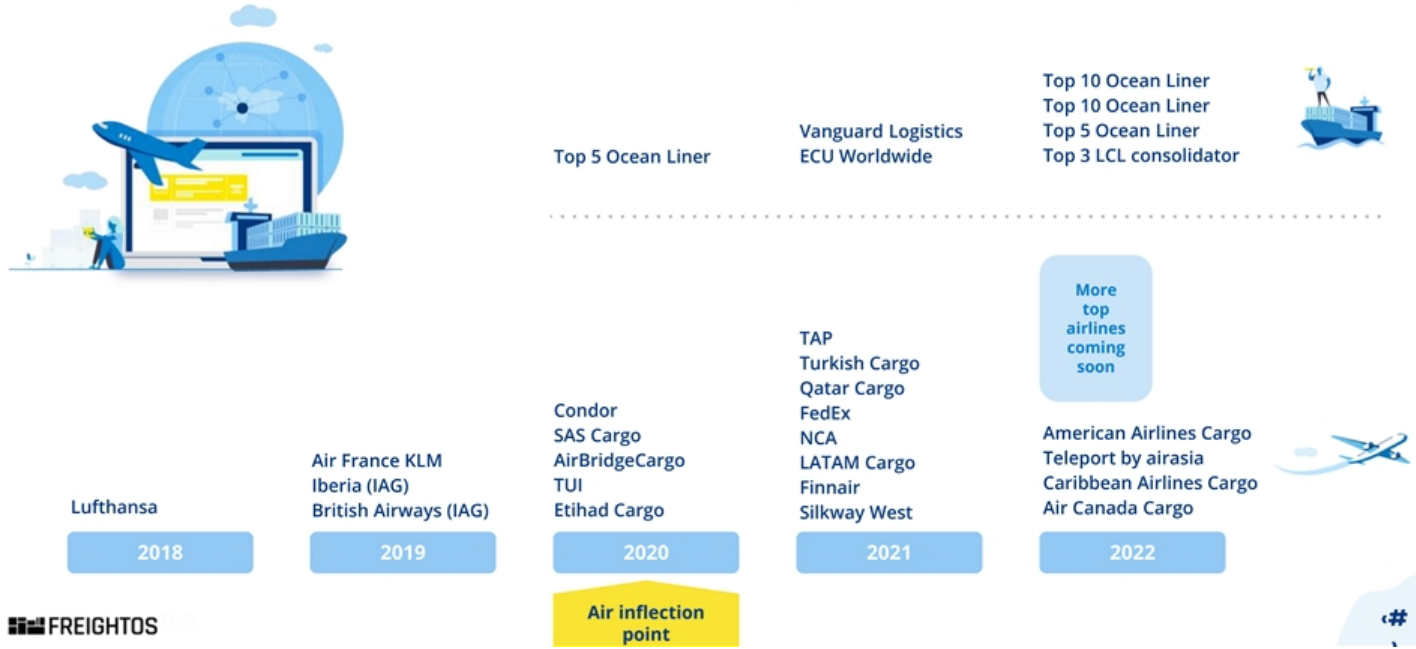 Top 5 Ocean Liner
Vanguard Logistics
ECU Worldwide
Top 10 Ocean Liner
Top 10 Ocean Liner
Top 5 Ocean Liner
Top 3 LCL consolidator
More
top
airlines
coming
soon
Lufthansa
2018
Air France KLM
Iberia (IAG)
British Airways (IAG)
2019
Condor
SAS Cargo
AirBridgeCargo
TUI
Etihad Cargo
2020
Air inflection
point
TAP
Turkish Cargo
Qatar Cargo
FedEx
NCA
LATAM Cargo
Finnair
Silkway West
2021
American Airlines Cargo
Teleport by airasia
Caribbean Airlines Cargo
Air Canada Cargo
2022
FREIGHTOS
‹#
›